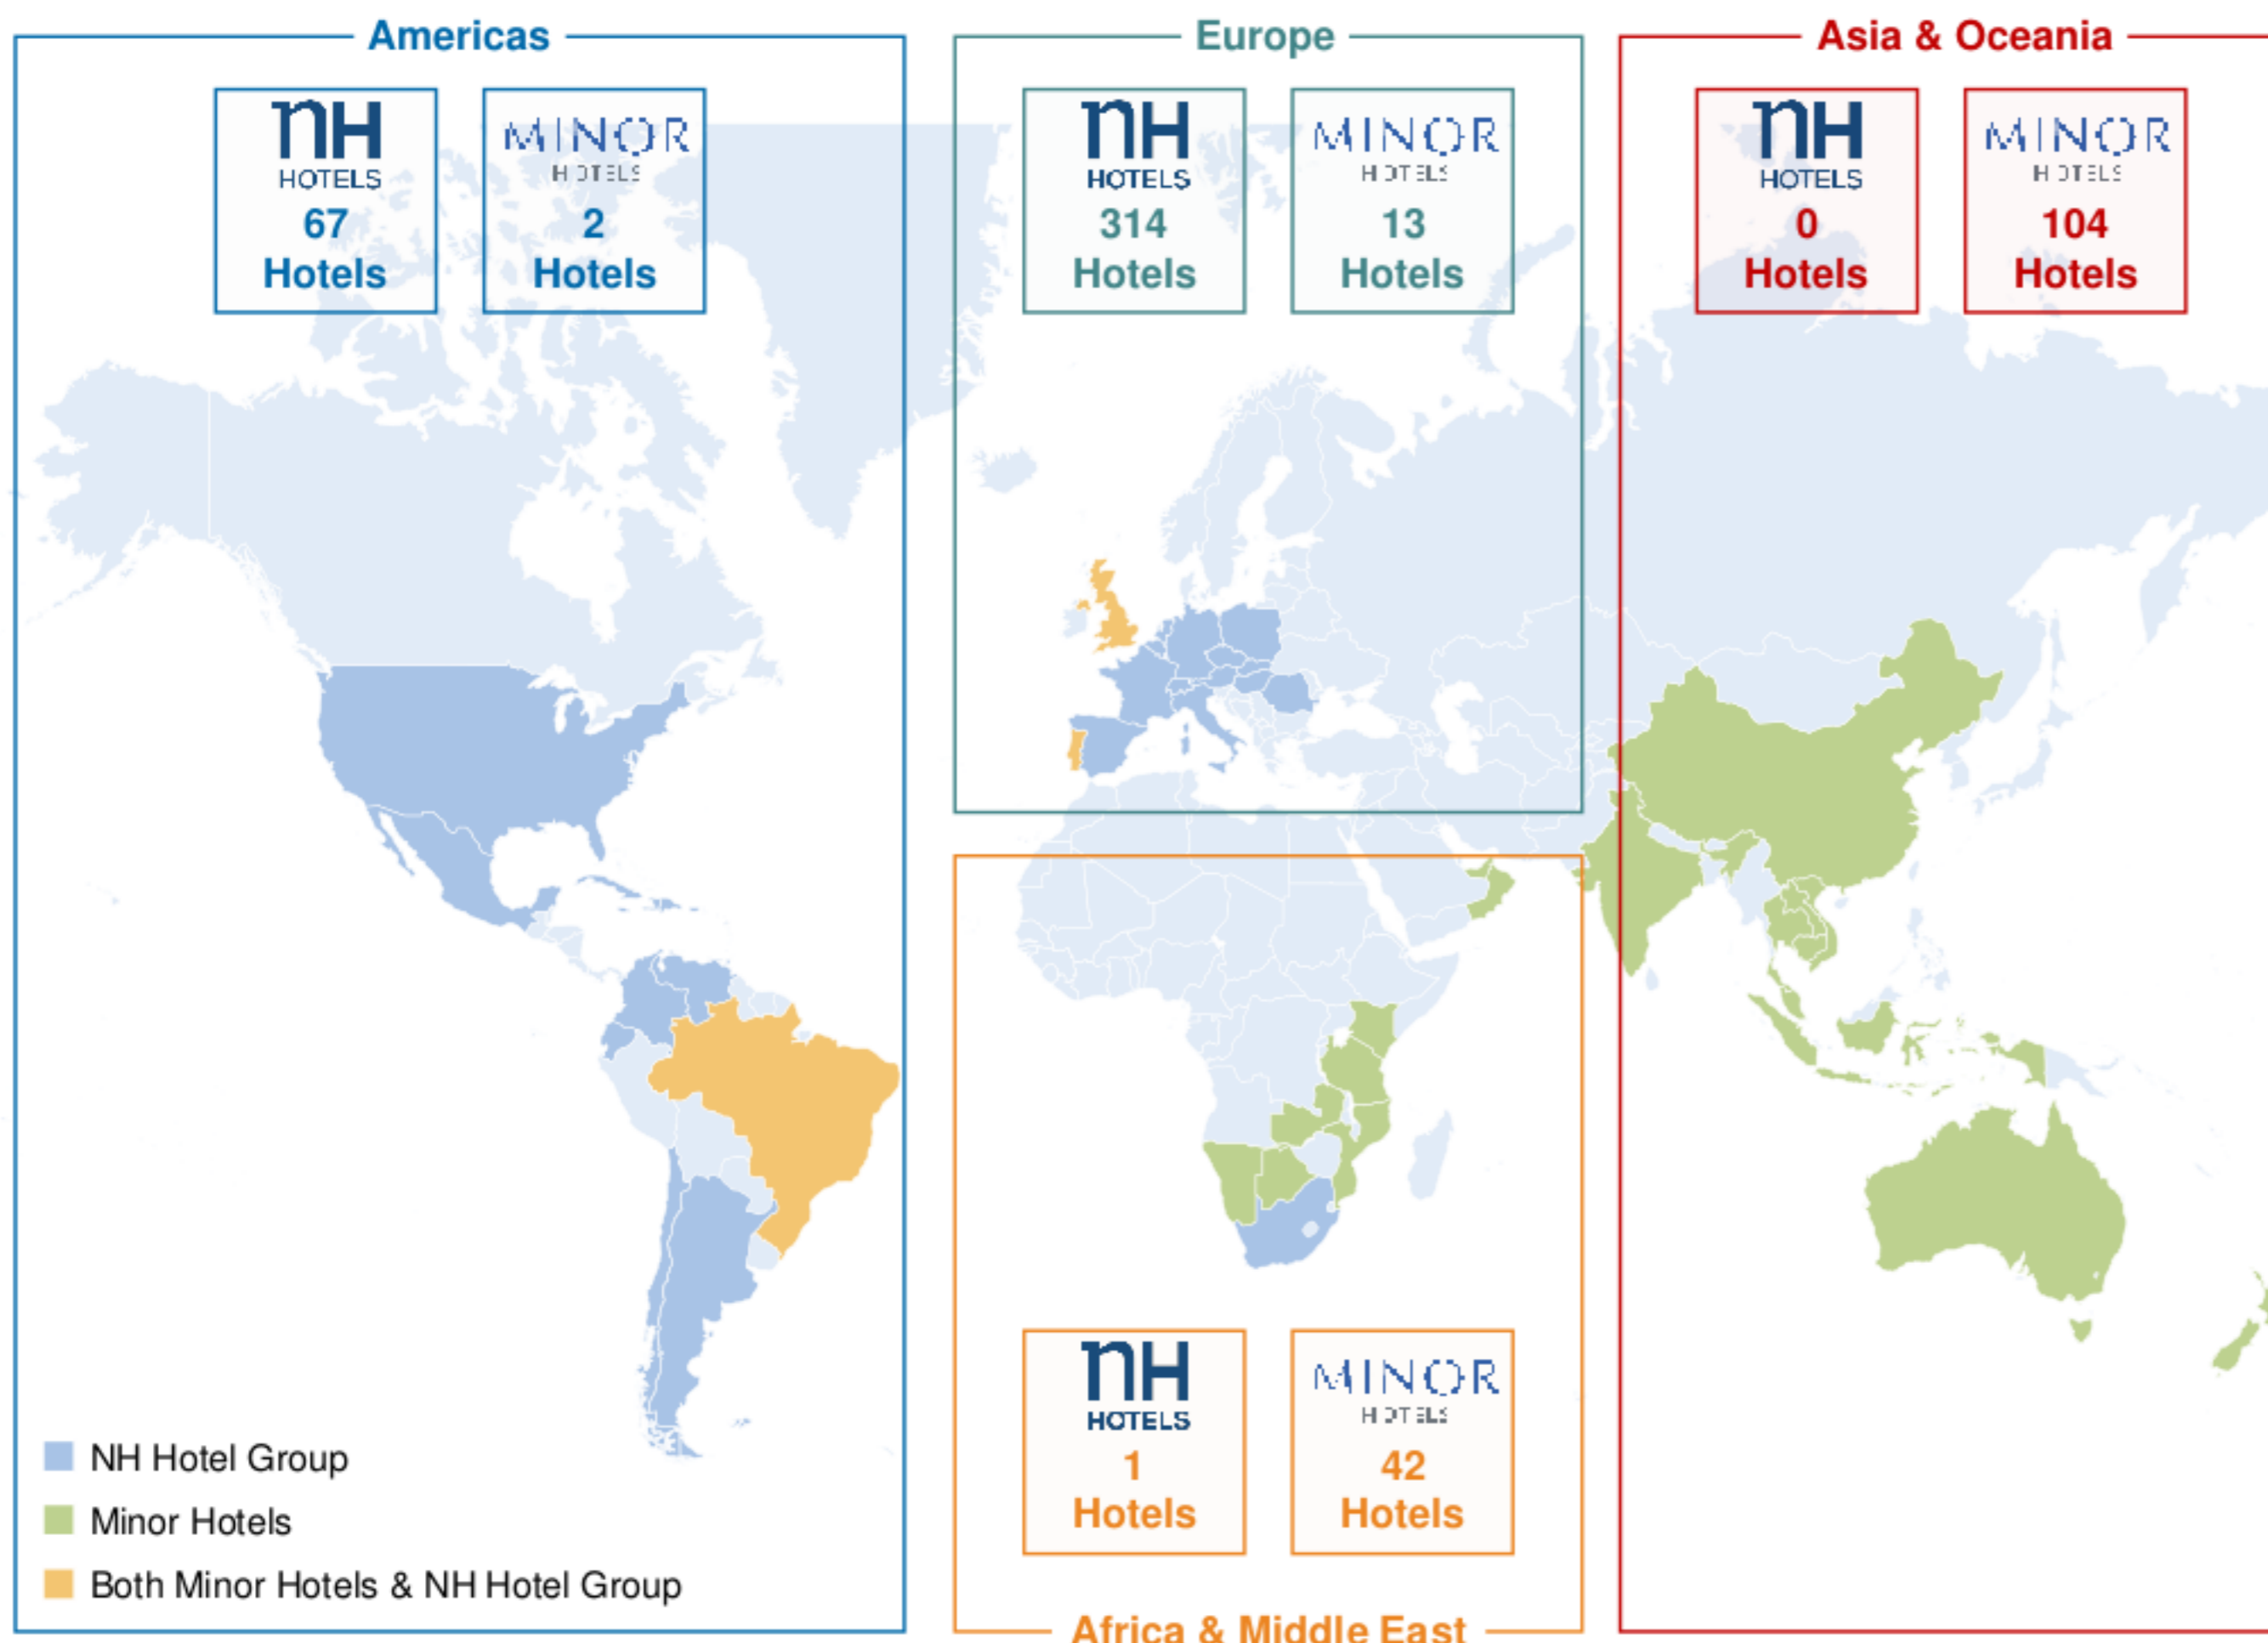 Americas
nH
HOTELS
67
Hotels
MINOR
HOTELS
2
Hotels
Europe
nH
HOTELS
314
Hotels
MINOR
HOTELS
13
Hotels
Asia & Oceania
nH
HOTELS
0
Hotels
MINOR
HOTELS
104
Hotels
nH
HOTELS
1
Hotels
MINOR
HOTELS
42
Hotels
Africa & Middle East
NH Hotel Group
Minor Hotels
Both Minor Hotels & NH Hotel Group